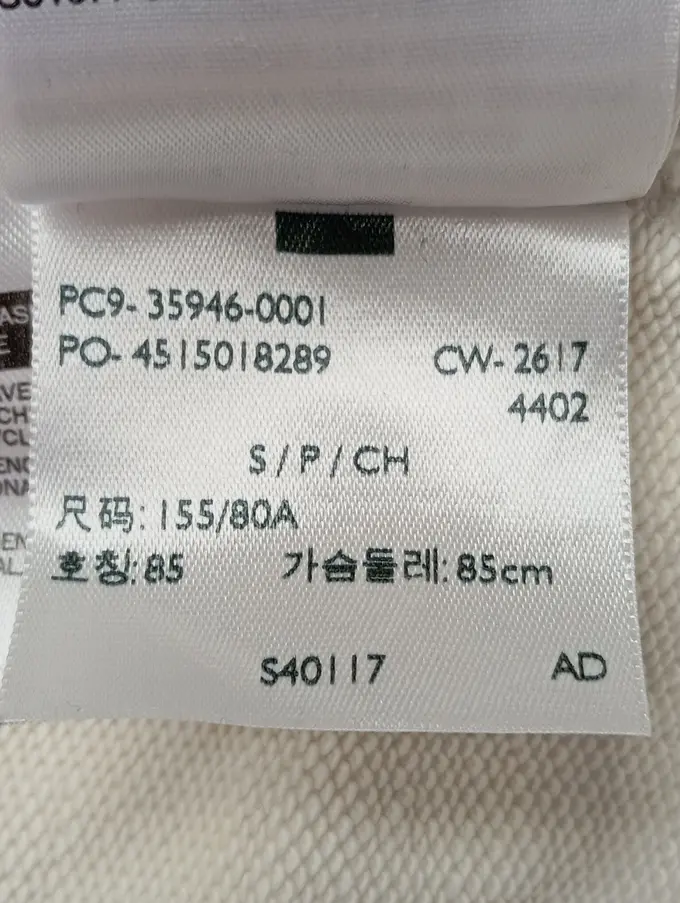 PC9-35946-0001
PO-4515018289 CW-2617
4402
S/P/CH
尺码: 155/80A
호칭: 85 가슴둘레: 85cm
S40117 AD